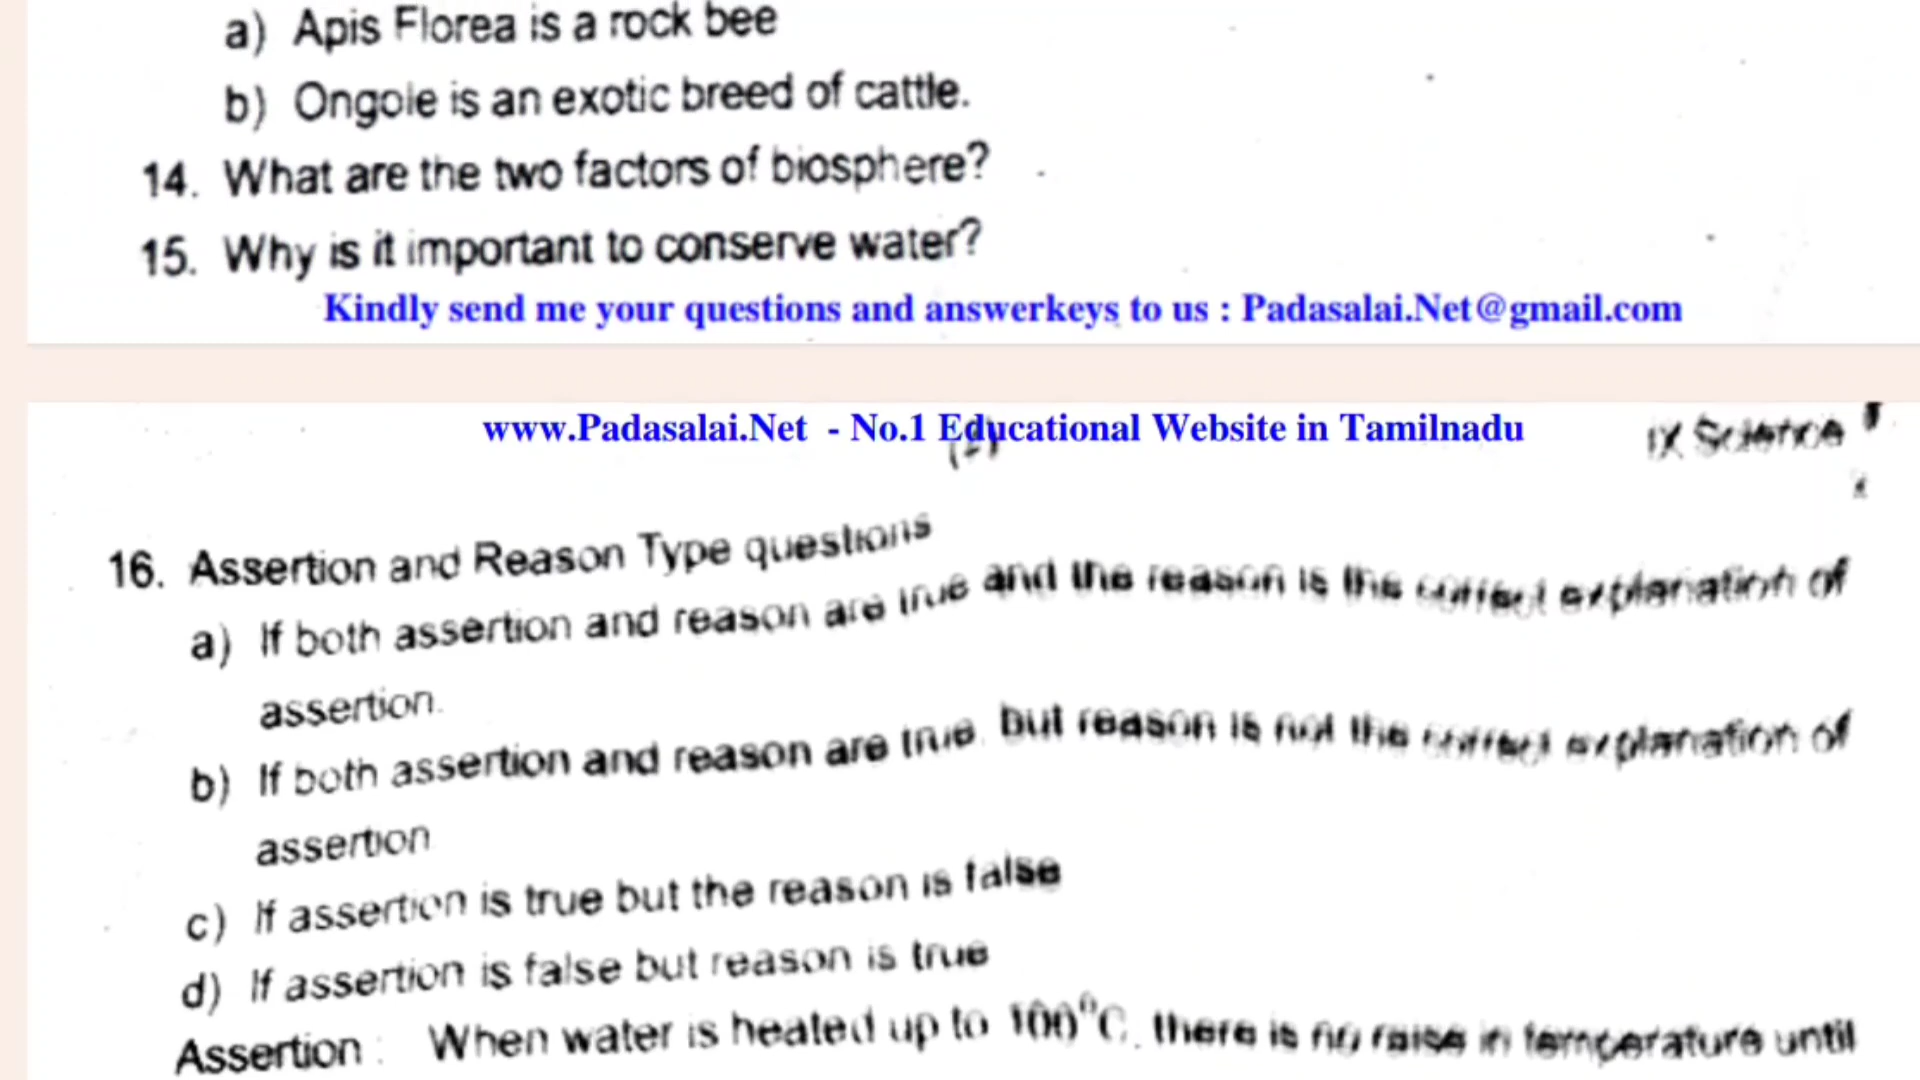 a) Apis Florea is a rock bee
b) Ongole is an exotic breed of cattle.
14. What are the two factors of biosphere?
15. Why is it important to conserve water?
Kindly send me your questions and answerkeys to us : Padasalai.Net@gmail.com
www.Padasalai.Net - No.1 Educational Website in Tamilnadu
(2)
IX Science
16. Assertion and Reason Type questions
a) If both assertion and reason are true and the reason is the correct explanation of
assertion.
b) If both assertion and reason are true, but reason is not the correct explanation of
assertion
c) If assertion is true but the reason is false
d) If assertion is false but reason is true
Assertion : When water is heated up to 100⁰C, there is no raise in temperature until